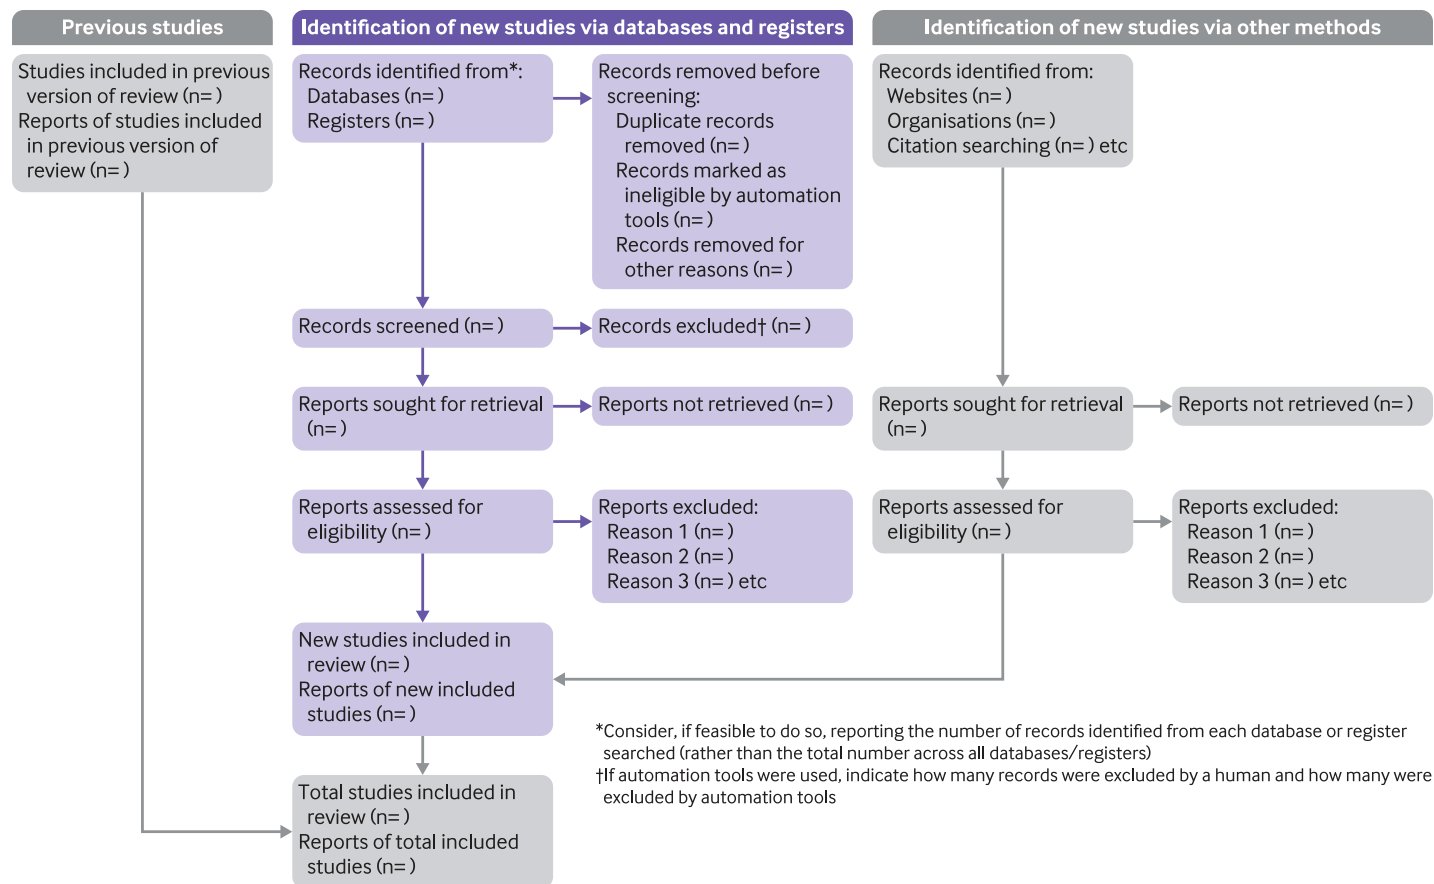 Previous studies
Studies included in previous
version of review (n= )
Reports of studies included
in previous version of
review (n= )
Identification of new studies via databases and registers
Records identified from*:
Databases (n= )
Registers (n= )
Records removed before
screening:
Duplicate records
removed (n= )
Records marked as
ineligible by automation
tools (n= )
Records removed for
other reasons (n= )
Records screened (n= )
Records excluded† (n= )
Reports sought for retrieval
(n= )
Reports not retrieved (n= )
Reports assessed for
eligibility (n= )
Reports excluded:
Reason 1 (n= )
Reason 2 (n= )
Reason 3 (n= ) etc
New studies included in
review (n= )
Reports of new included
studies (n= )
Total studies included in
review (n= )
Reports of total included
studies (n= )
Identification of new studies via other methods
Records identified from:
Websites (n= )
Organisations (n= )
Citation searching (n= ) etc
Reports sought for retrieval
(n= )
Reports not retrieved (n= )
Reports assessed for
eligibility (n= )
Reports excluded:
Reason 1 (n= )
Reason 2 (n= )
Reason 3 (n= ) etc
*Consider, if feasible to do so, reporting the number of records identified from each database or register
searched (rather than the total number across all databases/registers)
†If automation tools were used, indicate how many records were excluded by a human and how many were
excluded by automation tools